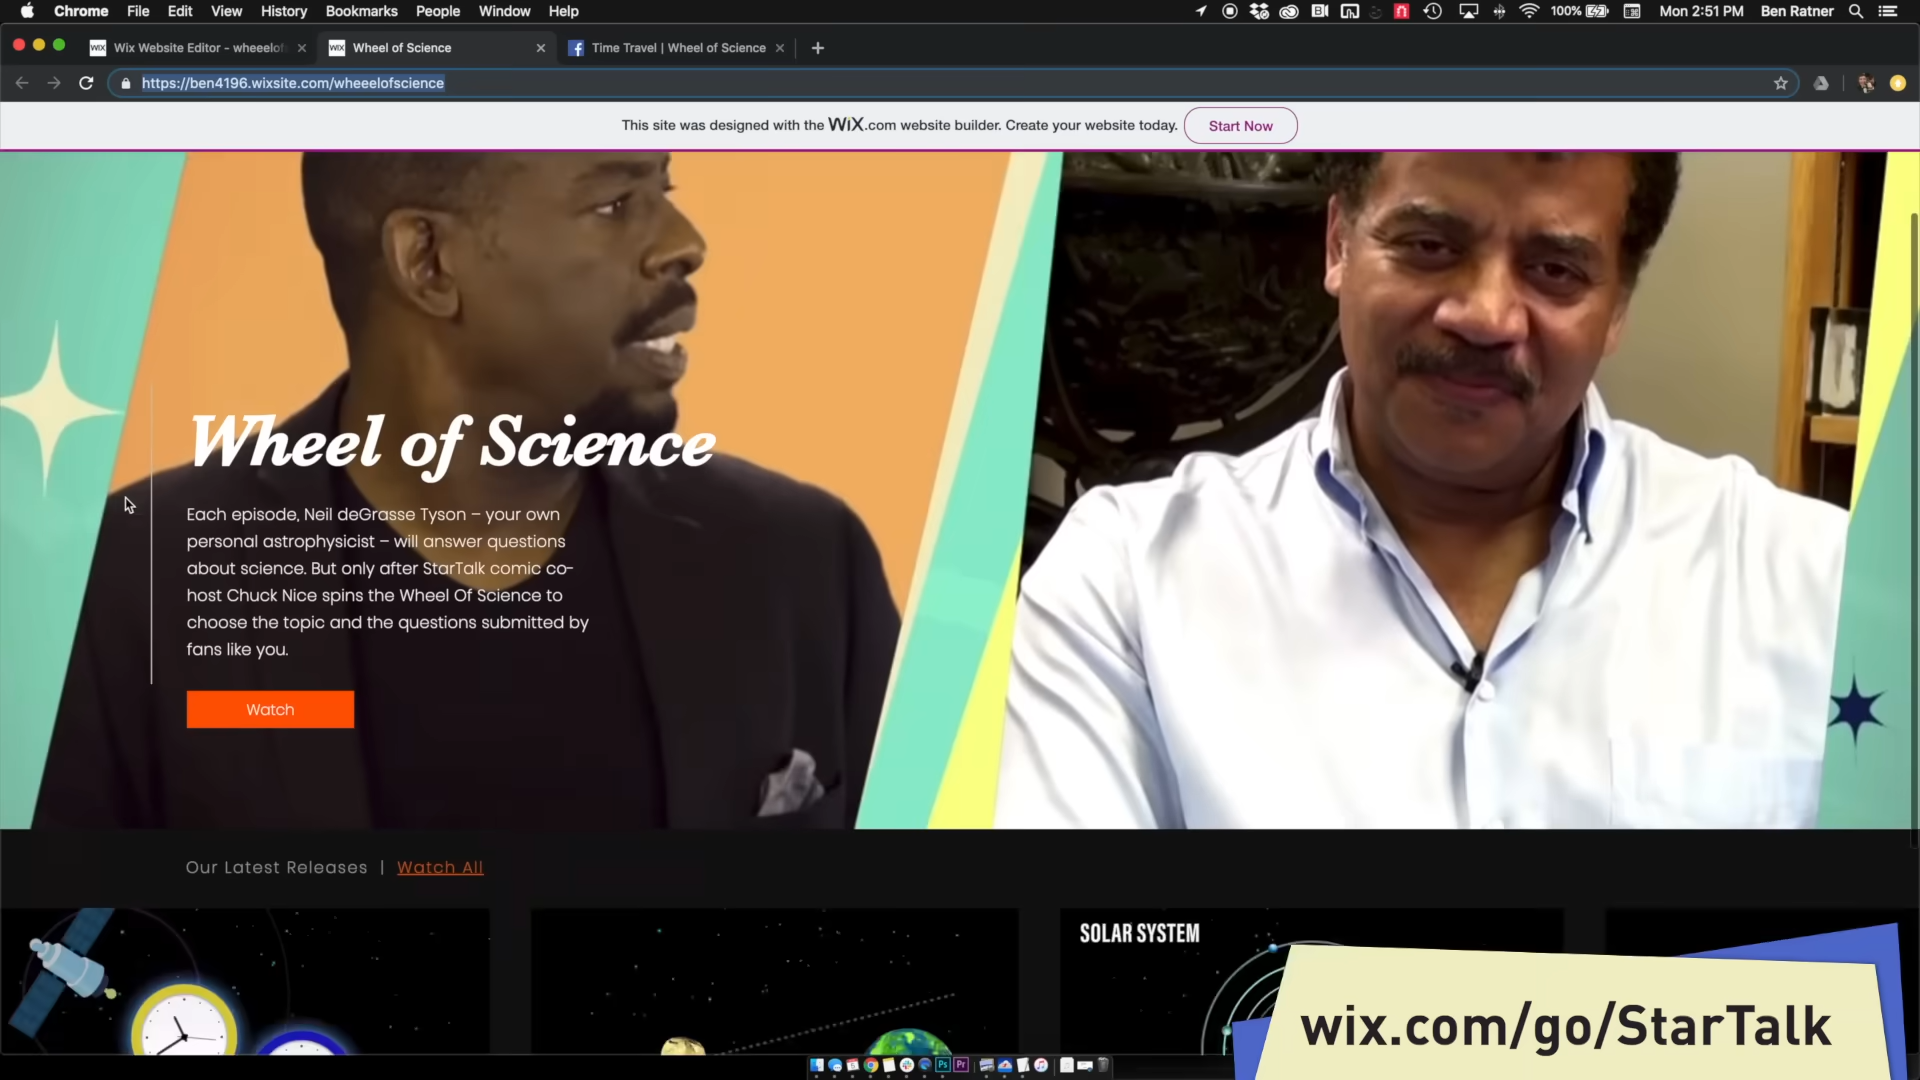 Chrome File Edit View History Bookmarks People Window Help 100% Mon 2:51 PM Ben Ratner
WiX Wix Website Editor - wheeelof WiX Wheel of Science Time Travel | Wheel of Science
https://ben4196.wixsite.com/wheeelofscience
This site was designed with the WiX.com website builder. Create your website today. Start Now
Wheel of Science
Each episode, Neil deGrasse Tyson – your own
personal astrophysicist – will answer questions
about science. But only after StarTalk comic co-
host Chuck Nice spins the Wheel Of Science to
choose the topic and the questions submitted by
fans like you.
Watch
Our Latest Releases | Watch All
SOLAR SYSTEM
wix.com/go/StarTalk
Ps Pr